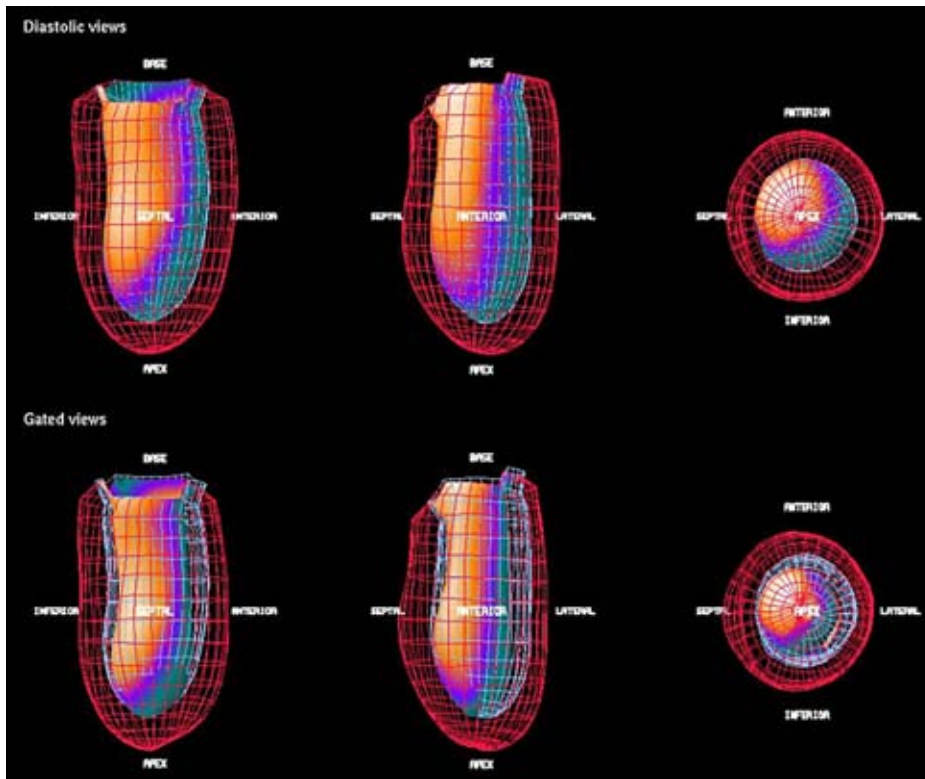 Diastolic views
BASE
BASE
ANTERIOR
INFERIOR
SEPTAL
ANTERIOR
SEPTAL
ANTERIOR
LATERAL
SEPTAL
APEX
LATERAL
INFERIOR
APEX
APEX
Gated views
BASE
BASE
ANTERIOR
INFERIOR
SEPTAL
ANTERIOR
SEPTAL
ANTERIOR
LATERAL
SEPTAL
APEX
LATERAL
INFERIOR
APEX
APEX